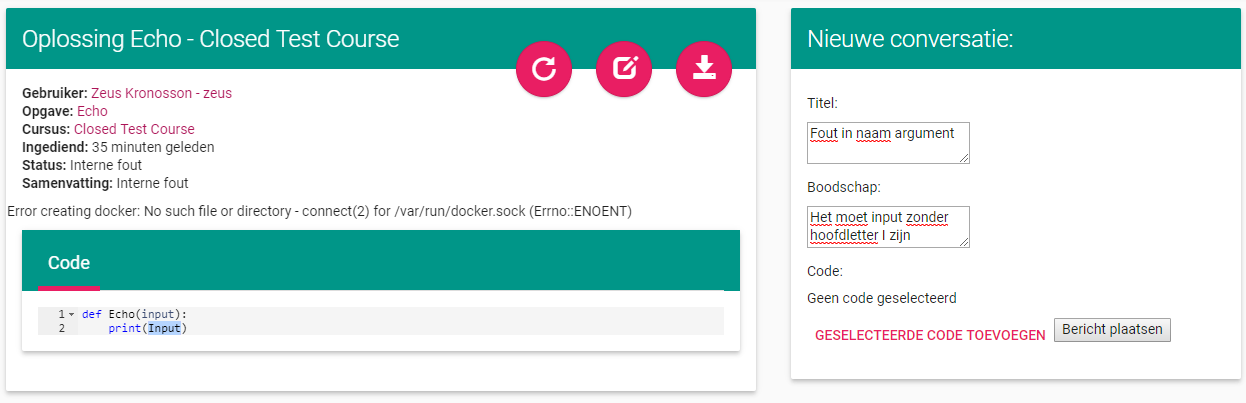 Oplossing Echo - Closed Test Course
Gebruiker: Zeus Kronosson - zeus
Opgave: Echo
Cursus: Closed Test Course
Ingediend: 35 minuten geleden
Status: Interne fout
Samenvatting: Interne fout
Error creating docker: No such file or directory - connect(2) for /var/run/docker.sock (Errno::ENOENT)
Code
1 def Echo(input):
2     print(Input)
Nieuwe conversatie:
Titel:
Fout in naam argument
Boodschap:
Het moet input zonder
hoofdletter I zijn
Code:
Geen code geselecteerd
GESELECTEERDE CODE TOEVOEGEN Bericht plaatsen